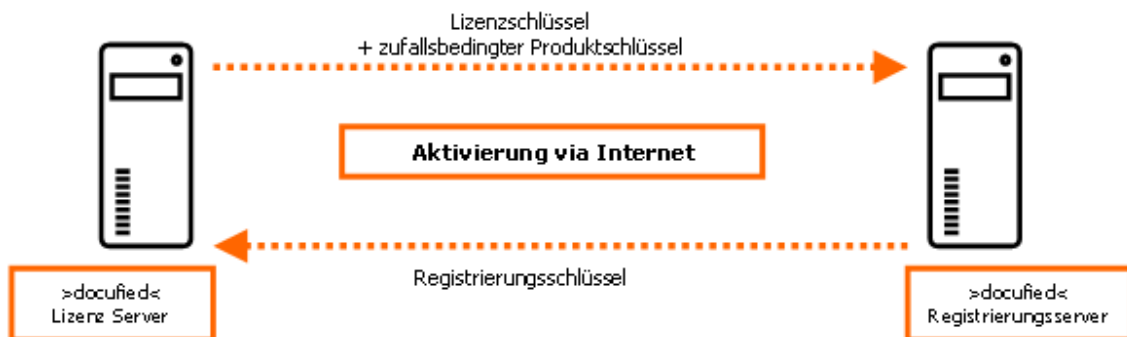 Lizenzschlüssel
+ zufallsbedingter Produktschlüssel
Aktivierung via Internet
Registrierungsschlüssel
>docufied<
Lizenz Server
>docufied<
Registrierungsserver